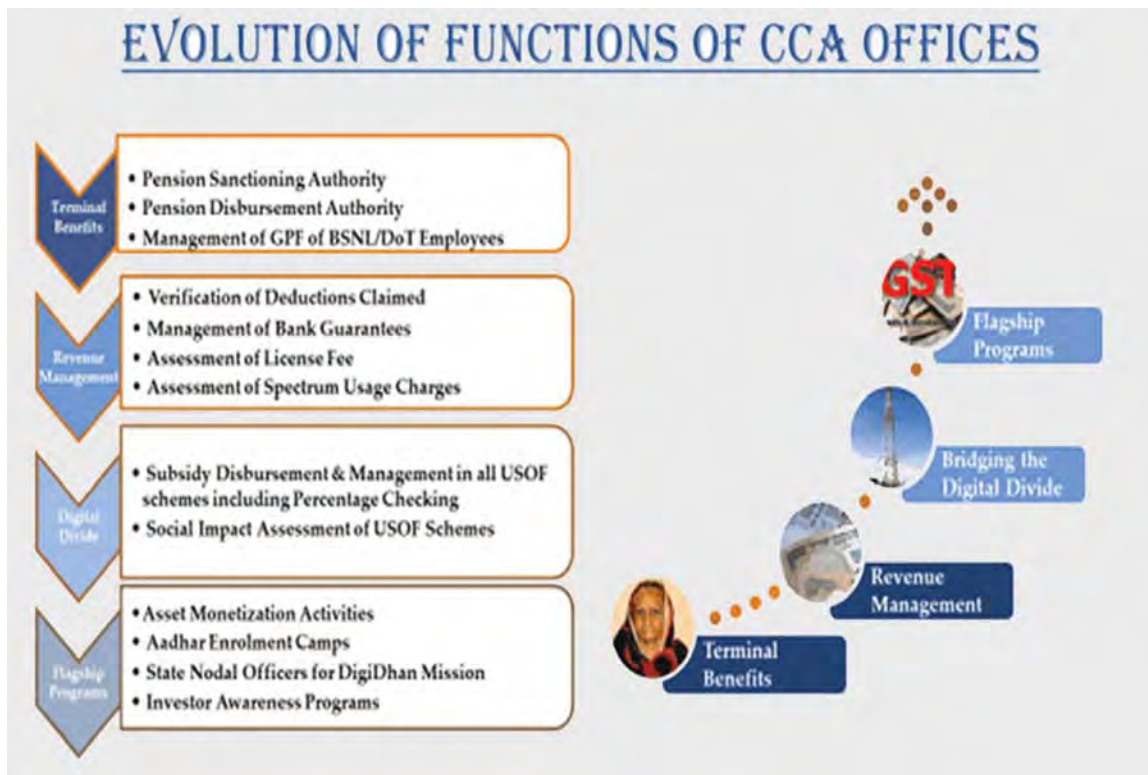 EVOLUTION OF FUNCTIONS OF CCA OFFICES
Terminal
Benefits
• Pension Sanctioning Authority
• Pension Disbursement Authority
• Management of GPF of BSNL/DoT Employees
Revenue
Management
• Verification of Deductions Claimed
• Management of Bank Guarantees
• Assessment of License Fee
• Assessment of Spectrum Usage Charges
Digital
Divide
• Subsidy Disbursement & Management in all USOF
schemes including Percentage Checking
• Social Impact Assessment of USOF Schemes
Flagship
Programs
• Asset Monetization Activities
• Aadhar Enrolment Camps
• State Nodal Officers for DigiDhan Mission
• Investor Awareness Programs
GST
Flagship
Programs
Bridging the
Digital Divide
Revenue
Management
Terminal
Benefits